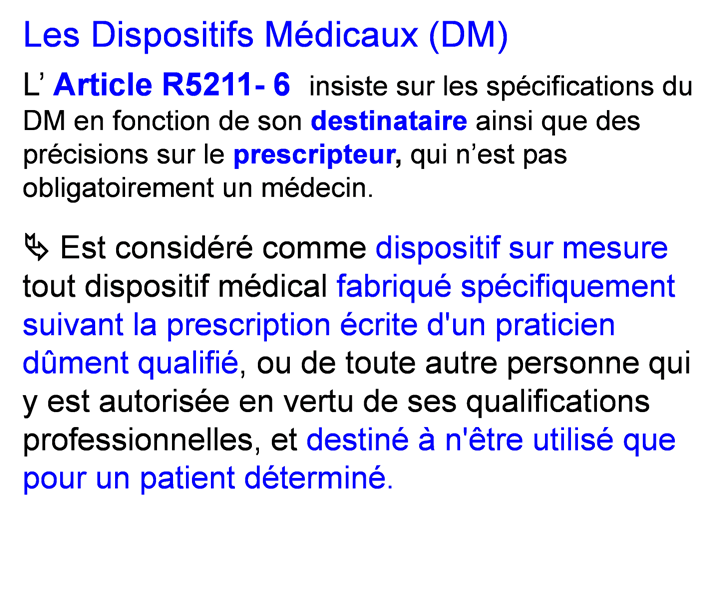 Les Dispositifs Médicaux (DM)
L’ Article R5211- 6 insiste sur les spécifications du
DM en fonction de son destinataire ainsi que des
précisions sur le prescripteur, qui n’est pas
obligatoirement un médecin.
⮱ Est considéré comme dispositif sur mesure
tout dispositif médical fabriqué spécifiquement
suivant la prescription écrite d'un praticien
dûment qualifié, ou de toute autre personne qui
y est autorisée en vertu de ses qualifications
professionnelles, et destiné à n'être utilisé que
pour un patient déterminé.